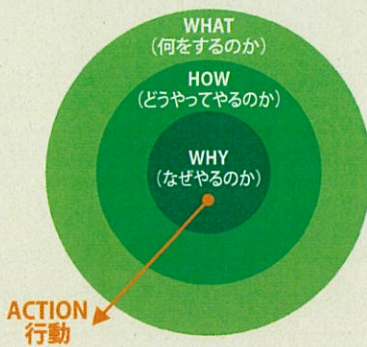 WHAT
(何をするのか)
HOW
(どうやってやるのか)
WHY
(なぜやるのか)
ACTION
行動